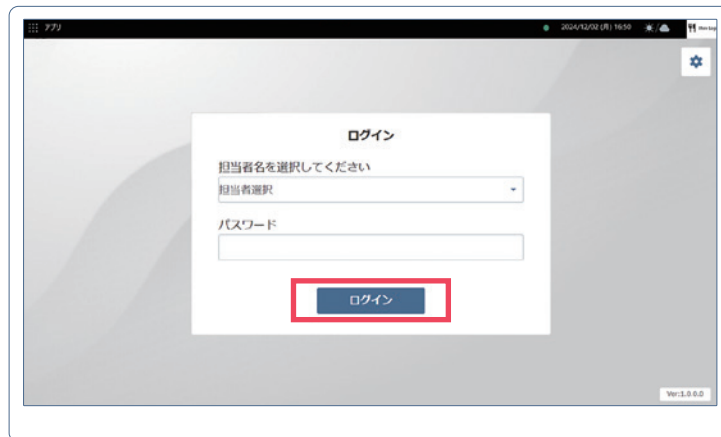 アプリ
2024/12/02 (月) 16:50
ログイン
担当者名を選択してください
担当者選択
パスワード
ログイン
Ver:1.0.0.0